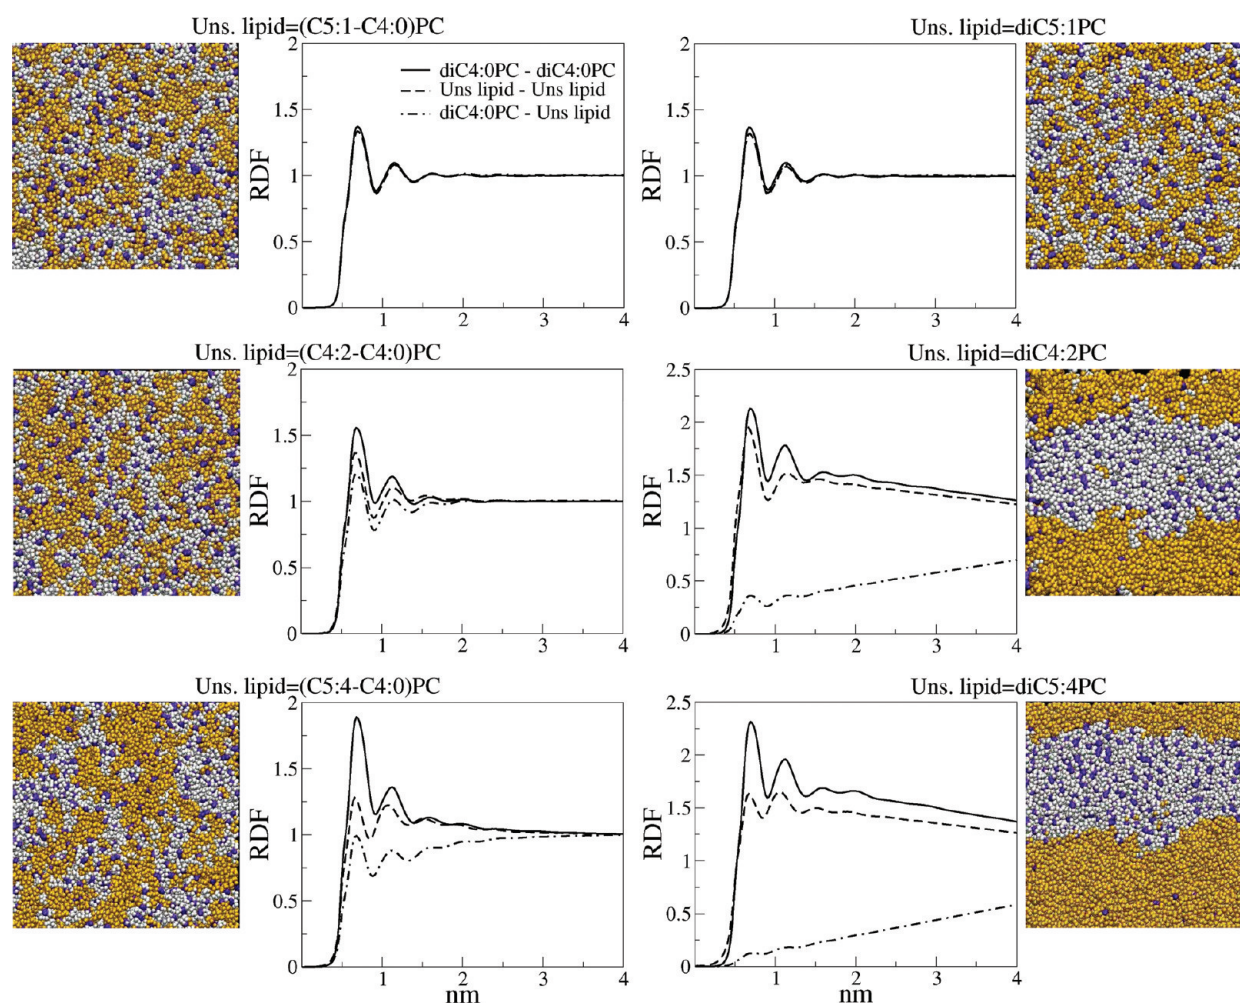 Uns. lipid=(C5:1-C4:0)PC
2
1.5
1
0.5
0
RDF
diC4:0PC - diC4:0PC
Uns lipid - Uns lipid
diC4:0PC - Uns lipid
1 2 3 4
Uns. lipid=diC5:1PC
2
1.5
1
0.5
0
RDF
1 2 3 4
Uns. lipid=(C4:2-C4:0)PC
2
1.5
1
0.5
0
RDF
1 2 3 4
Uns. lipid=diC4:2PC
2.5
2
1.5
1
0.5
0
RDF
1 2 3 4
Uns. lipid=(C5:4-C4:0)PC
2
1.5
1
0.5
0
RDF
1 2 3 4
nm
Uns. lipid=diC5:4PC
2.5
2
1.5
1
0.5
0
RDF
1 2 3 4
nm